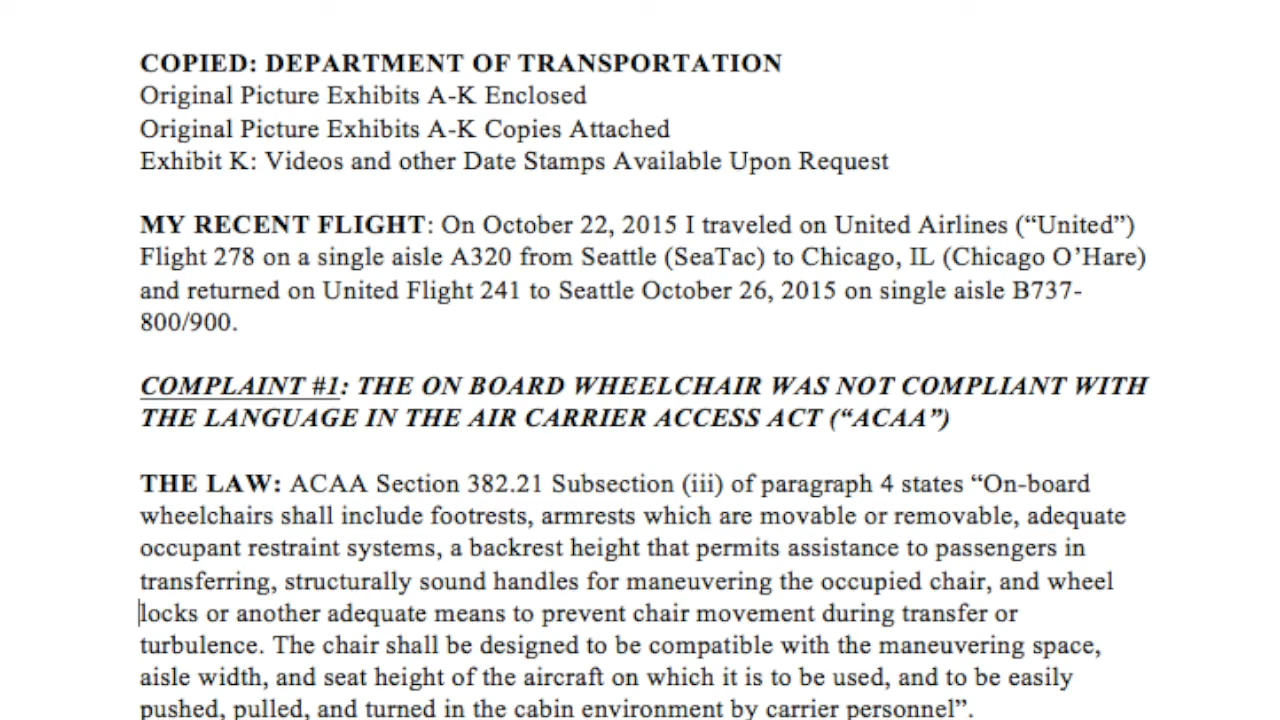 COPIED: DEPARTMENT OF TRANSPORTATION
Original Picture Exhibits A-K Enclosed
Original Picture Exhibits A-K Copies Attached
Exhibit K: Videos and other Date Stamps Available Upon Request
MY RECENT FLIGHT: On October 22, 2015 I traveled on United Airlines (“United”)
Flight 278 on a single aisle A320 from Seattle (SeaTac) to Chicago, IL (Chicago O’Hare)
and returned on United Flight 241 to Seattle October 26, 2015 on single aisle B737-
800/900.
COMPLAINT #1: THE ON BOARD WHEELCHAIR WAS NOT COMPLIANT WITH
THE LANGUAGE IN THE AIR CARRIER ACCESS ACT (“ACAA”)
THE LAW: ACAA Section 382.21 Subsection (iii) of paragraph 4 states “On-board
wheelchairs shall include footrests, armrests which are movable or removable, adequate
occupant restraint systems, a backrest height that permits assistance to passengers in
transferring, structurally sound handles for maneuvering the occupied chair, and wheel
locks or another adequate means to prevent chair movement during transfer or
turbulence. The chair shall be designed to be compatible with the maneuvering space,
aisle width, and seat height of the aircraft on which it is to be used, and to be easily
pushed, pulled, and turned in the cabin environment by carrier personnel”.